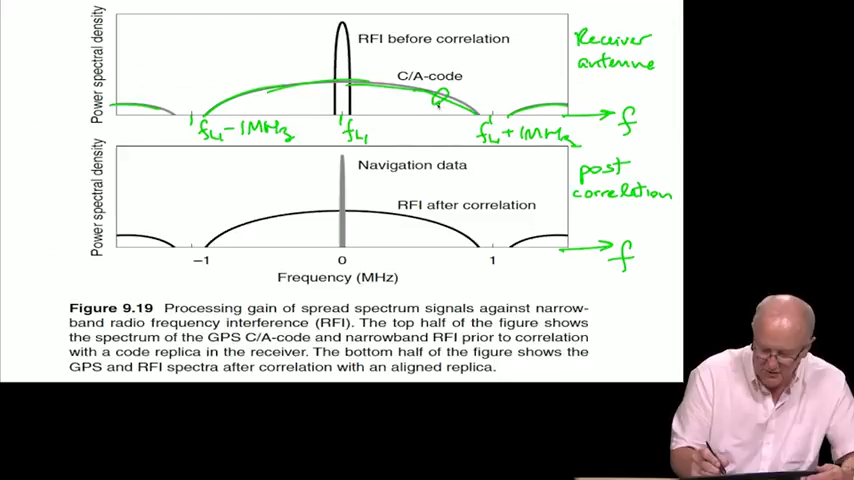 Power spectral density
RFI before correlation
C/A-code
Receiver
antenne
f
fL1-1MHz
fL1
fL1+1MHz
Power spectral density
Navigation data
RFI after correlation
post
correlation
f
−1
0
1
Frequency (MHz)
Figure 9.19 Processing gain of spread spectrum signals against narrow-
band radio frequency interference (RFI). The top half of the figure shows
the spectrum of the GPS C/A-code and narrowband RFI prior to correlation
with a code replica in the receiver. The bottom half of the figure shows the
GPS and RFI spectra after correlation with an aligned replica.